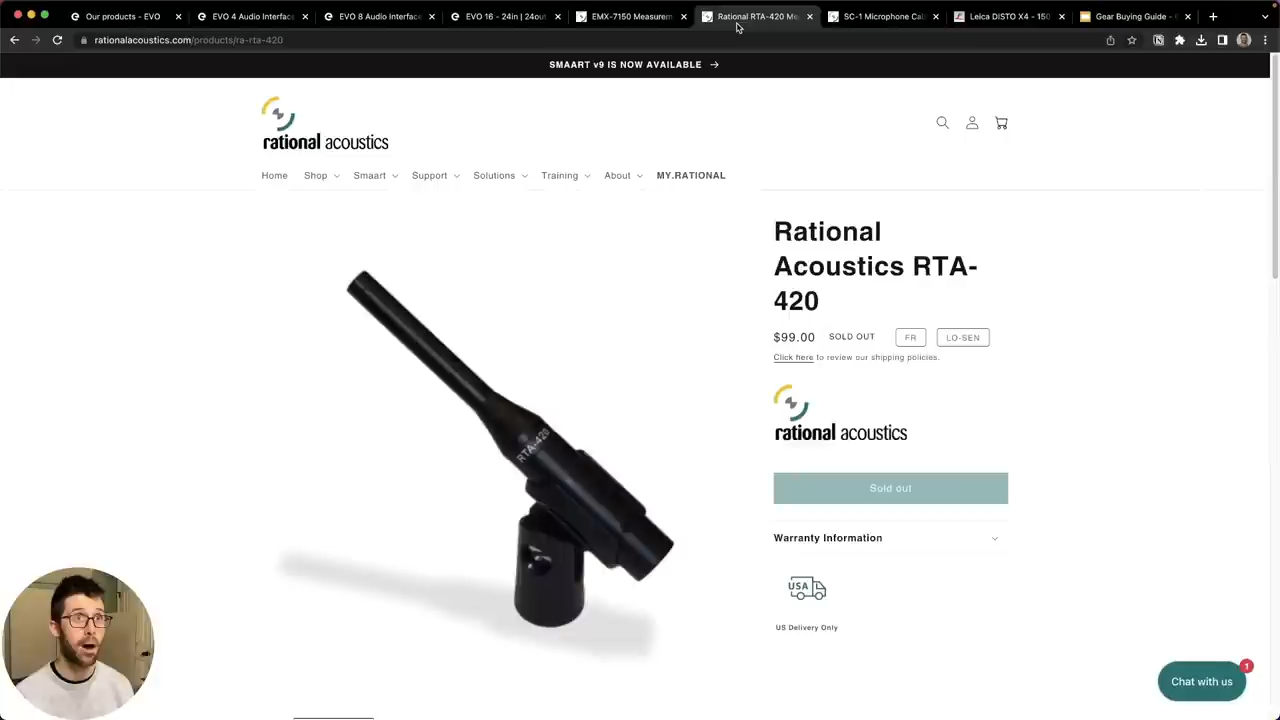 Our products - EVO
EVO 4 Audio Interface
EVO 8 Audio Interface
EVO 16 - 24in | 24out
EMX-7150 Measurem
Rational RTA-420 Me
SC-1 Microphone Cal
Leica DISTO X4 - 150
Gear Buying Guide - G
rationalacoustics.com/products/ra-rta-420
SMAART v9 IS NOW AVAILABLE →
rational acoustics
Home
Shop
Smaart
Support
Solutions
Training
About
MY.RATIONAL
RTA-420
Rational
Acoustics RTA-
420
$99.00 SOLD OUT FR LO-SEN
Click here to review our shipping policies.
rational acoustics
Sold out
Warranty Information
USA
US Delivery Only
Chat with us
1